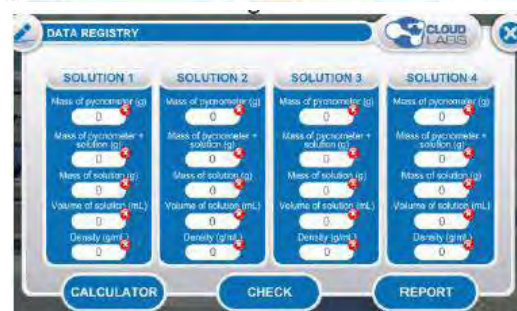 DATA REGISTRY
CLOUD
LABS
SOLUTION 1
Mass of pycnometer (g)
0
Mass of pycnometer +
solution (g)
0
Mass of solution (g)
0
Volume of solution (mL)
0
Density (g/mL)
0
SOLUTION 2
Mass of pycnometer (g)
0
Mass of pycnometer +
solution (g)
0
Mass of solution (g)
0
Volume of solution (mL)
0
Density (g/mL)
0
SOLUTION 3
Mass of pycnometer (g)
0
Mass of pycnometer +
solution (g)
0
Mass of solution (g)
0
Volume of solution (mL)
0
Density (g/mL)
0
SOLUTION 4
Mass of pycnometer (g)
0
Mass of pycnometer +
solution (g)
0
Mass of solution (g)
0
Volume of solution (mL)
0
Density (g/mL)
0
CALCULATOR
CHECK
REPORT